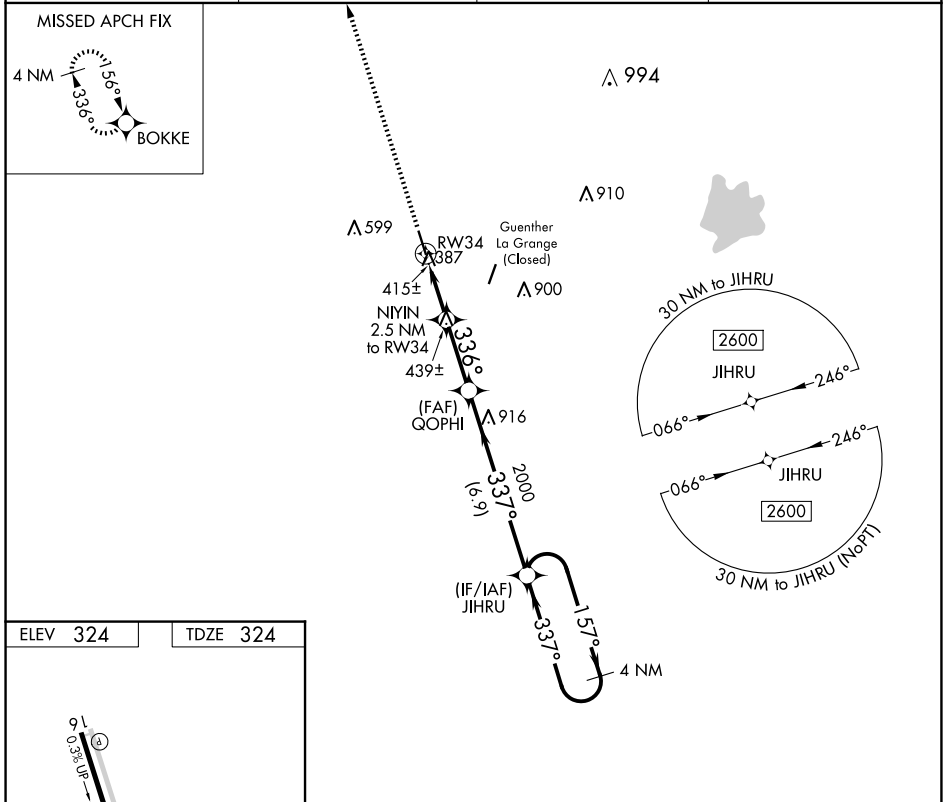 MISSED APCH FIX
4 NM
156°
336°
BOKKE
994
910
599
Guenther
La Grange
(Closed)
RW34
387
415±
900
NIYIN
2.5 NM
to RW34
439±
336°
(FAF)
QOPHI
916
2000
337°
(6.9)
(IF/IAF)
JIHRU
337°
157°
4 NM
30 NM to JIHRU
2600
JIHRU
066°
246°
066°
246°
JIHRU
2600
30 NM to JIHRU (NoPT)
ELEV 324
TDZE 324
16
P
0.3% UP